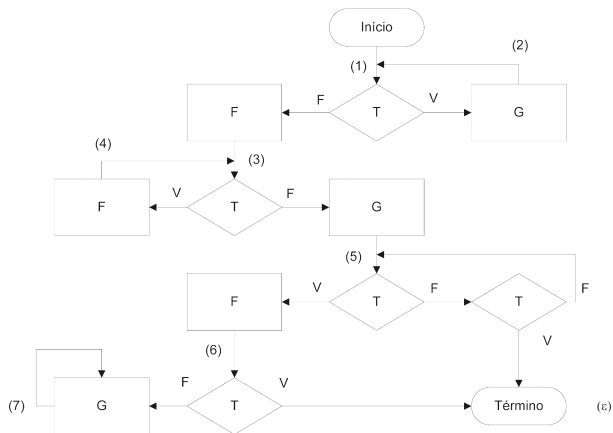 Início
(2)
(1)
F
F T V G
(4)
(3)
F V T F G
(5)
F V T F T F
(6)
V
(7) G F T V Término (ε)